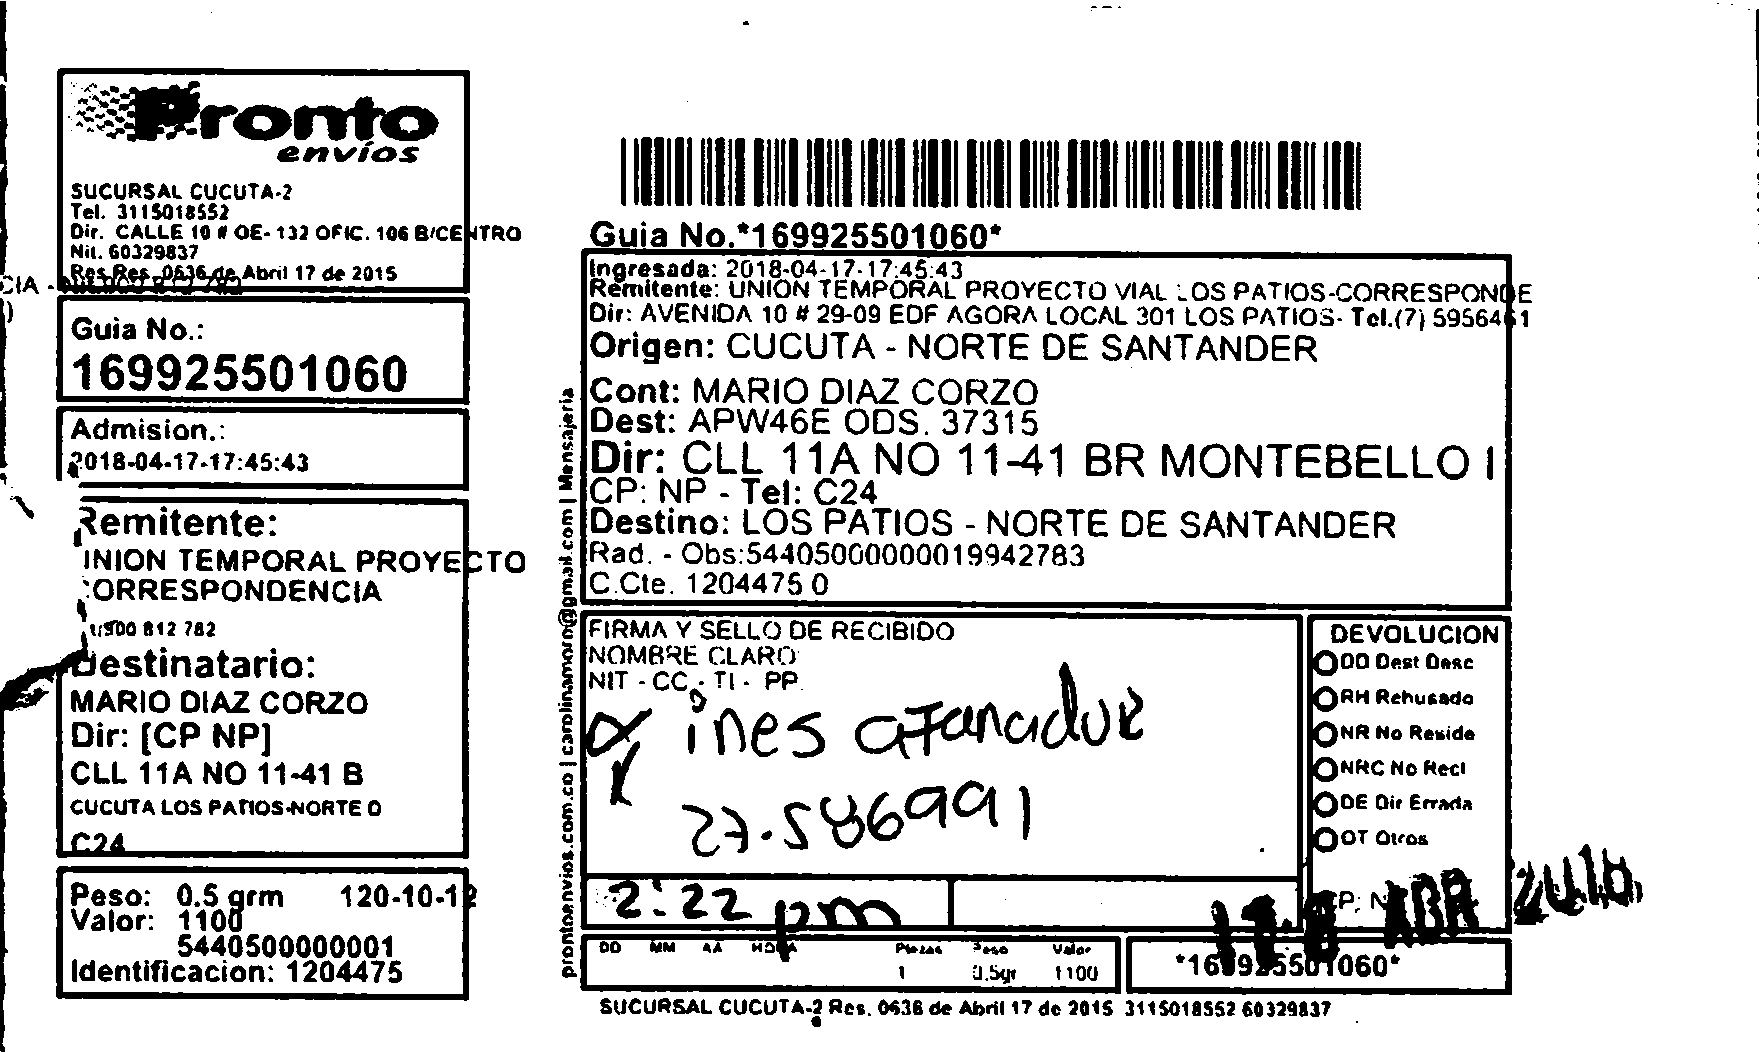 Pronto
envíos
SUCURSAL CUCUTA-2
Tel. 3115018552
Dir. CALLE 10 # OE- 132 OFIC. 106 B/CENTRO
Nit. 60329837
Res.Res. 0636 de Abril 17 de 2015
CIA -
Guia No.:
169925501060
Admision.:
2018-04-17-17:45:43
Remitente:
UNION TEMPORAL PROYECTO
CORRESPONDENCIA
900 812 782
Destinatario:
MARIO DIAZ CORZO
Dir: [CP NP]
CLL 11A NO 11-41 B
CUCUTA LOS PATIOS-NORTE D
C24
Peso: 0.5 grm 120-10-12
Valor: 1100
5440500000001
Identificacion: 1204475
prontoenvios.com.co | carolinamoro@gmail.com | Mensajeria
Guia No.*169925501060*
Ingresada: 2018-04-17-17:45:43
Remitente: UNION TEMPORAL PROYECTO VIAL LOS PATIOS-CORRESPONDE
Dir: AVENIDA 10 # 29-09 EDF AGORA LOCAL 301 LOS PATIOS- Tel.(7) 5956461
Origen: CUCUTA - NORTE DE SANTANDER
Cont: MARIO DIAZ CORZO
Dest: APW46E ODS. 37315
Dir: CLL 11A NO 11-41 BR MONTEBELLO I
CP: NP - Tel: C24
Destino: LOS PATIOS - NORTE DE SANTANDER
Rad. - Obs:544050000000019942783
C.Cte. 1204475 0
FIRMA Y SELLO DE RECIBIDO
NOMBRE CLARO
NIT - CC - TI - PP
ines afanador
27.586991
2:22 pm
DEVOLUCION
DD Dest Desc
RH Rehusado
NR No Reside
NRC No Recl
DE Dir Errada
OT Otros
CP: N
ABR
DD MM AA HORA Piezas Peso Valor
1 0.5gr 1100
*169925501060*
SUCURSAL CUCUTA-2 Res. 0636 de Abril 17 de 2015 3115018552 60329837